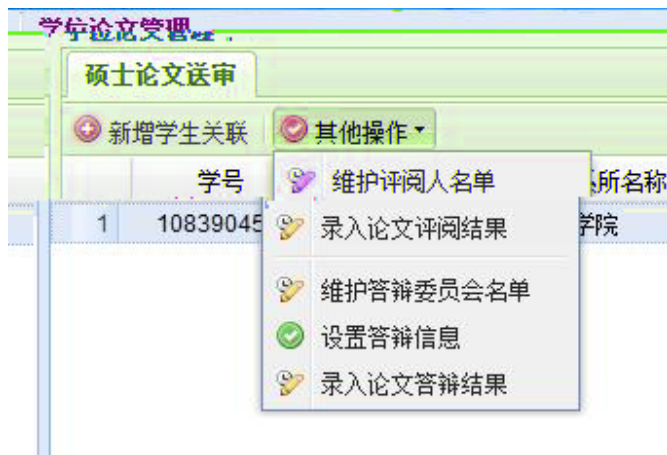 学位论文管理
硕士论文送审
新增学生关联 其他操作
学号 维护评阅人名单 所名称
1 10839045 录入论文评阅结果 学院
维护答辩委员会名单
设置答辩信息
录入论文答辩结果